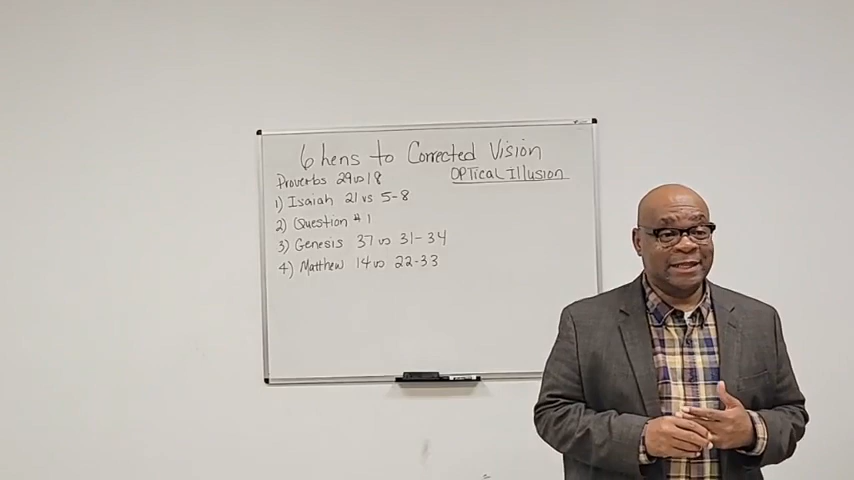 6 hens to Corrected Vision
Proverbs 29 vs 18
OPTical Illusion
1) Isaiah 21 vs 5-8
2) Question # 1
3) Genesis 37 vs 31-34
4) Matthew 14 vs 22-33